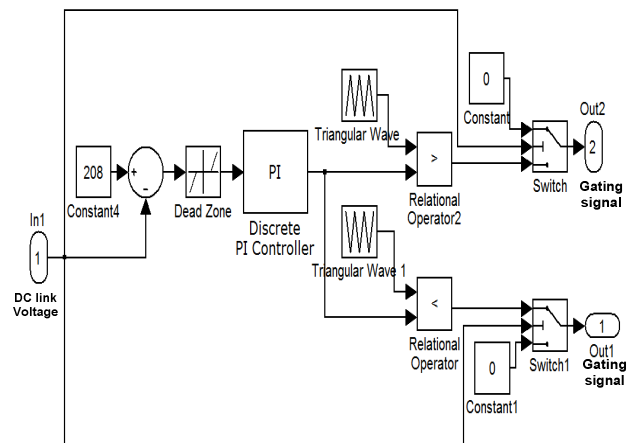 0
Constant
Out2
2
Gating
signal
Switch
Triangular Wave
>
Relational
Operator2
208
Constant4
+
-
Dead Zone
PI
Discrete
PI Controller
In1
1
DC link
Voltage
Triangular Wave 1
<
Relational
Operator
0
Constant1
Switch1
1
Out1
Gating
signal